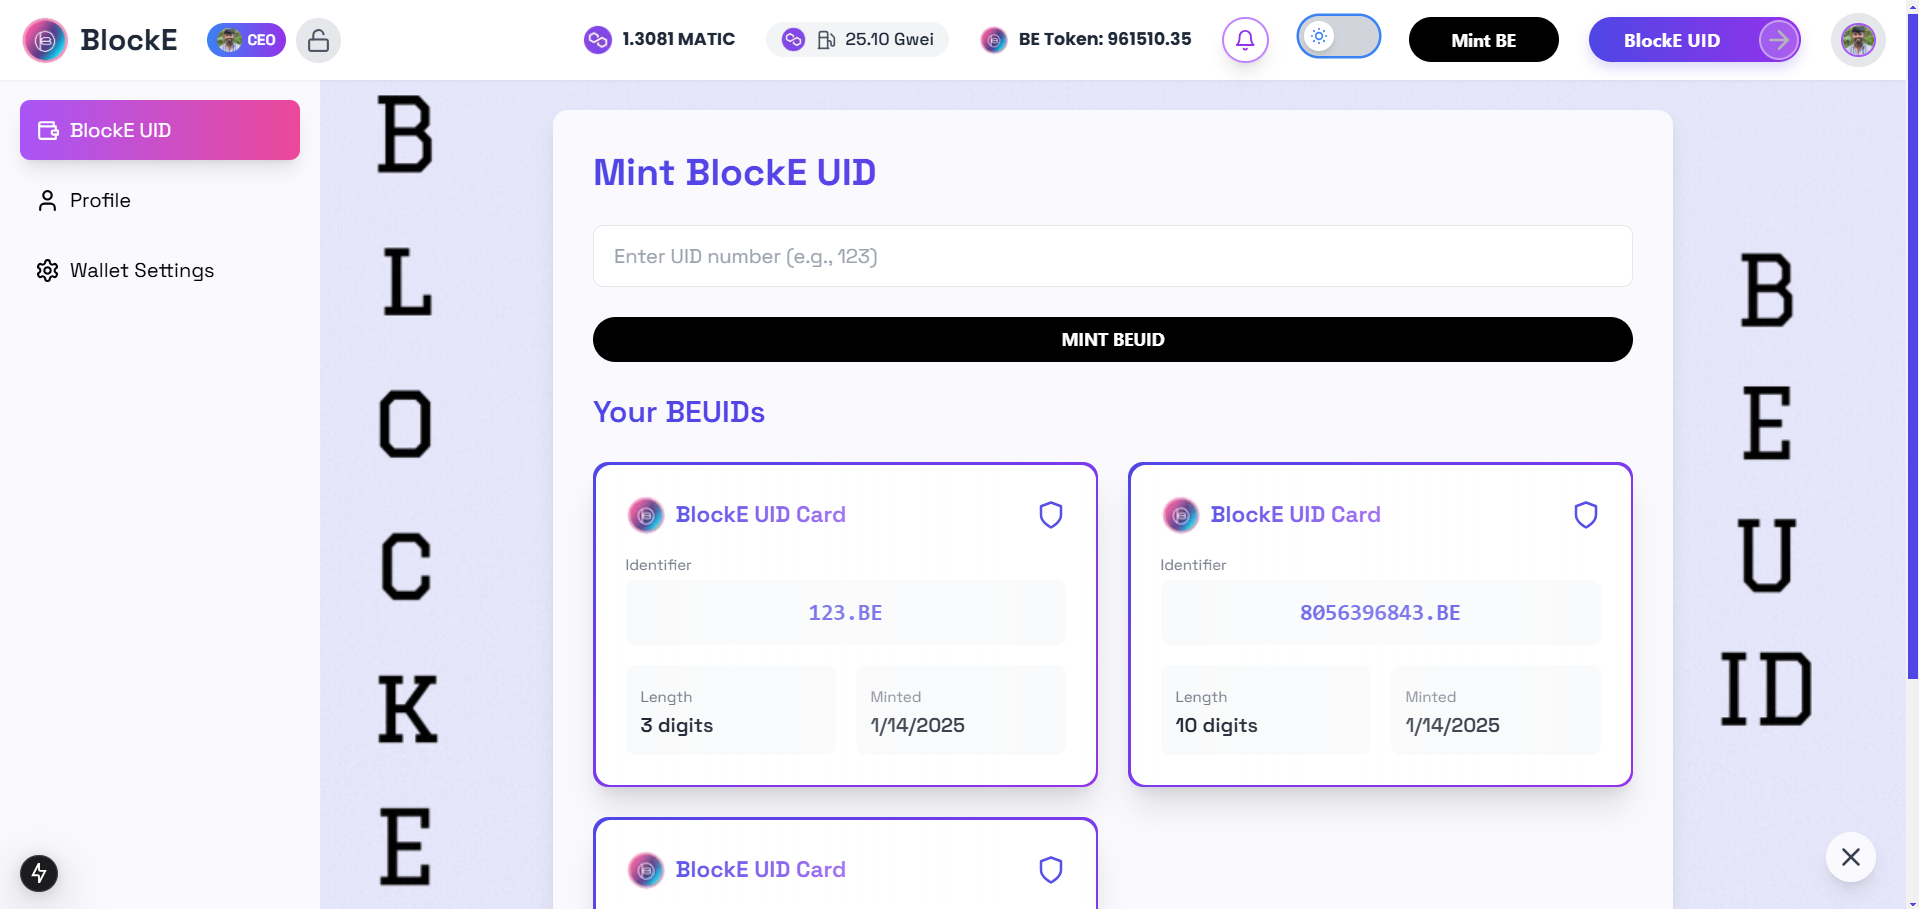 BlockE
CEO
1.3081 MATIC
25.10 Gwei
BE Token: 961510.35
Mint BE
BlockE UID
BlockE UID
Profile
Wallet Settings
B
L
O
C
K
E
Mint BlockE UID
Enter UID number (e.g., 123)
MINT BEUID
Your BEUIDs
BlockE UID Card
Identifier
123.BE
Length
3 digits
Minted
1/14/2025
BlockE UID Card
Identifier
8056396843.BE
Length
10 digits
Minted
1/14/2025
BlockE UID Card
B
E
U
ID